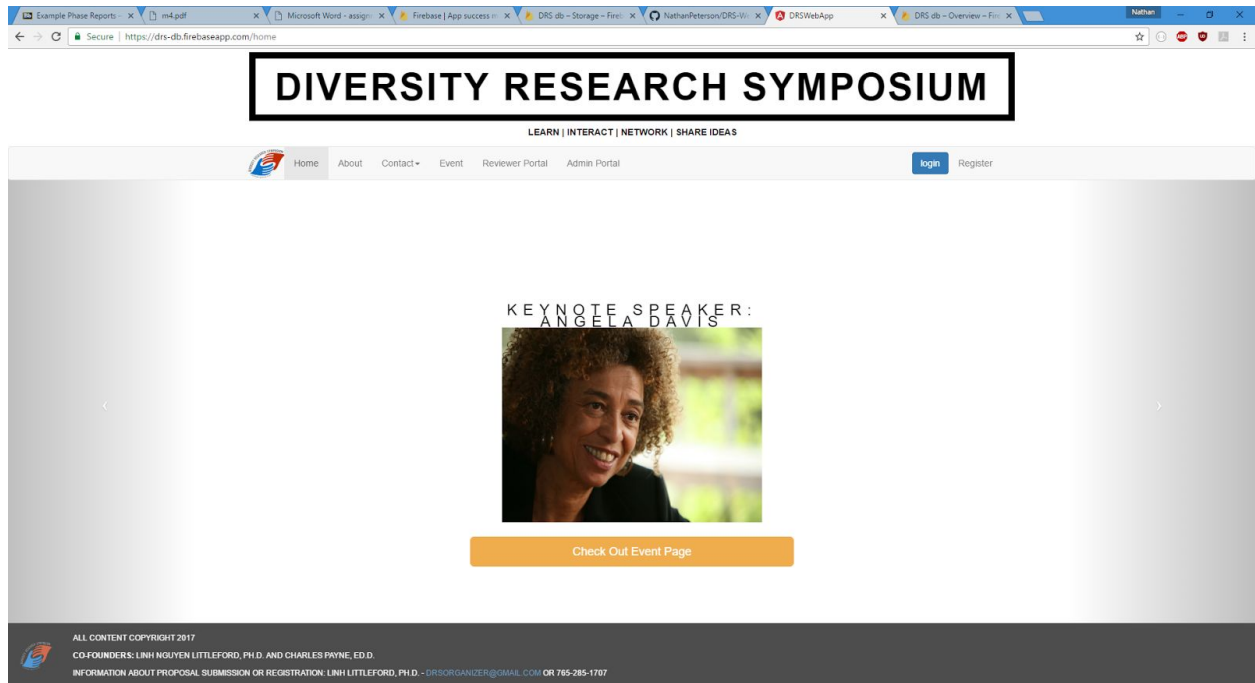 Example Phase Reports -
m4.pdf
Microsoft Word - assign
Firebase | App success m
DRS db – Storage – Fire
NathanPeterson/DRS-W
DRSWebApp
DRS db – Overview – Fir
Nathan
Secure | https://drs-db.firebaseapp.com/home
DIVERSITY RESEARCH SYMPOSIUM
LEARN | INTERACT | NETWORK | SHARE IDEAS
Home About Contact Event Reviewer Portal Admin Portal login Register
KEYNOTE SPEAKER:
ANGELA DAVIS
Check Out Event Page
ALL CONTENT COPYRIGHT 2017
CO-FOUNDERS: LINH NGUYEN LITTLEFORD, PH.D. AND CHARLES PAYNE, ED.D.
INFORMATION ABOUT PROPOSAL SUBMISSION OR REGISTRATION: LINH LITTLEFORD, PH.D. - DRSORGANIZER@GMAIL.COM OR 765-285-1707